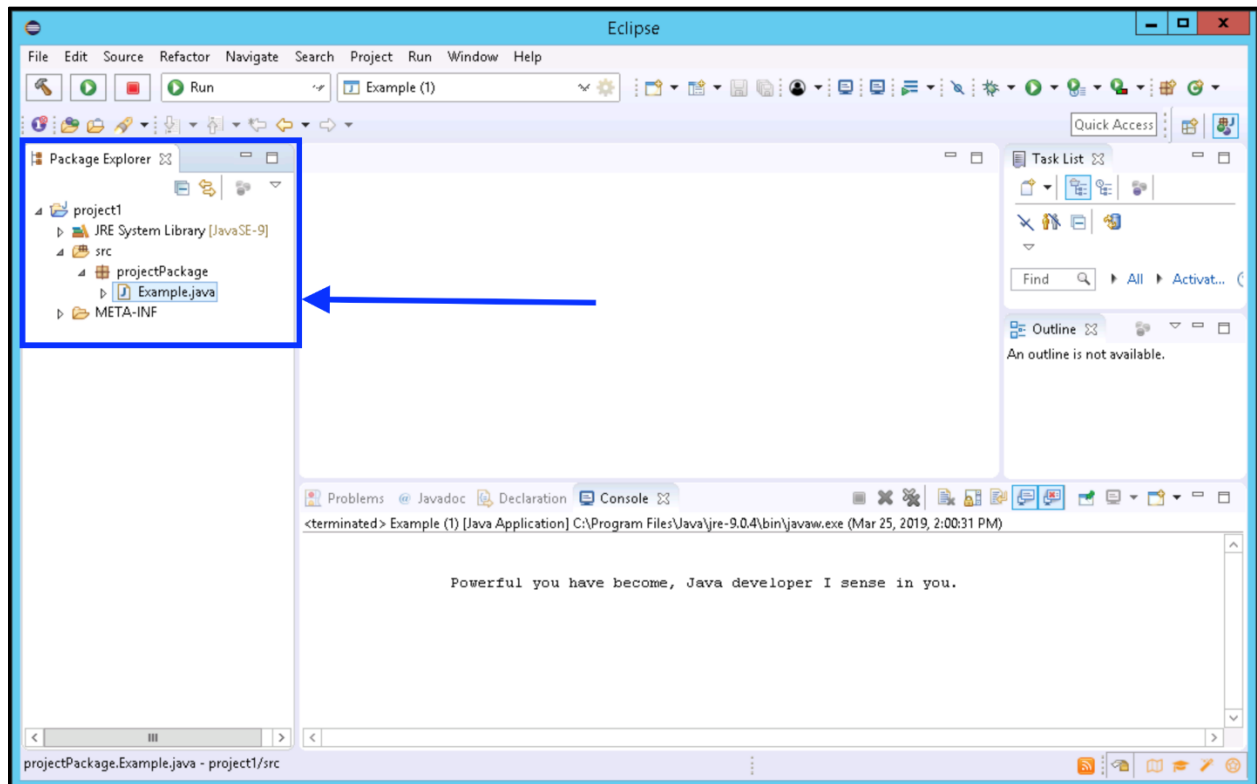 Eclipse
File Edit Source Refactor Navigate Search Project Run Window Help
Run Example (1)
Quick Access
Package Explorer
project1
JRE System Library [JavaSE-9]
src
projectPackage
Example.java
META-INF
Task List
Find All Activat...
Outline
An outline is not available.
Problems @ Javadoc Declaration Console
<terminated> Example (1) [Java Application] C:\Program Files\Java\jre-9.0.4\bin\javaw.exe (Mar 25, 2019, 2:00:31 PM)
Powerful you have become, Java developer I sense in you.
projectPackage.Example.java - project1/src